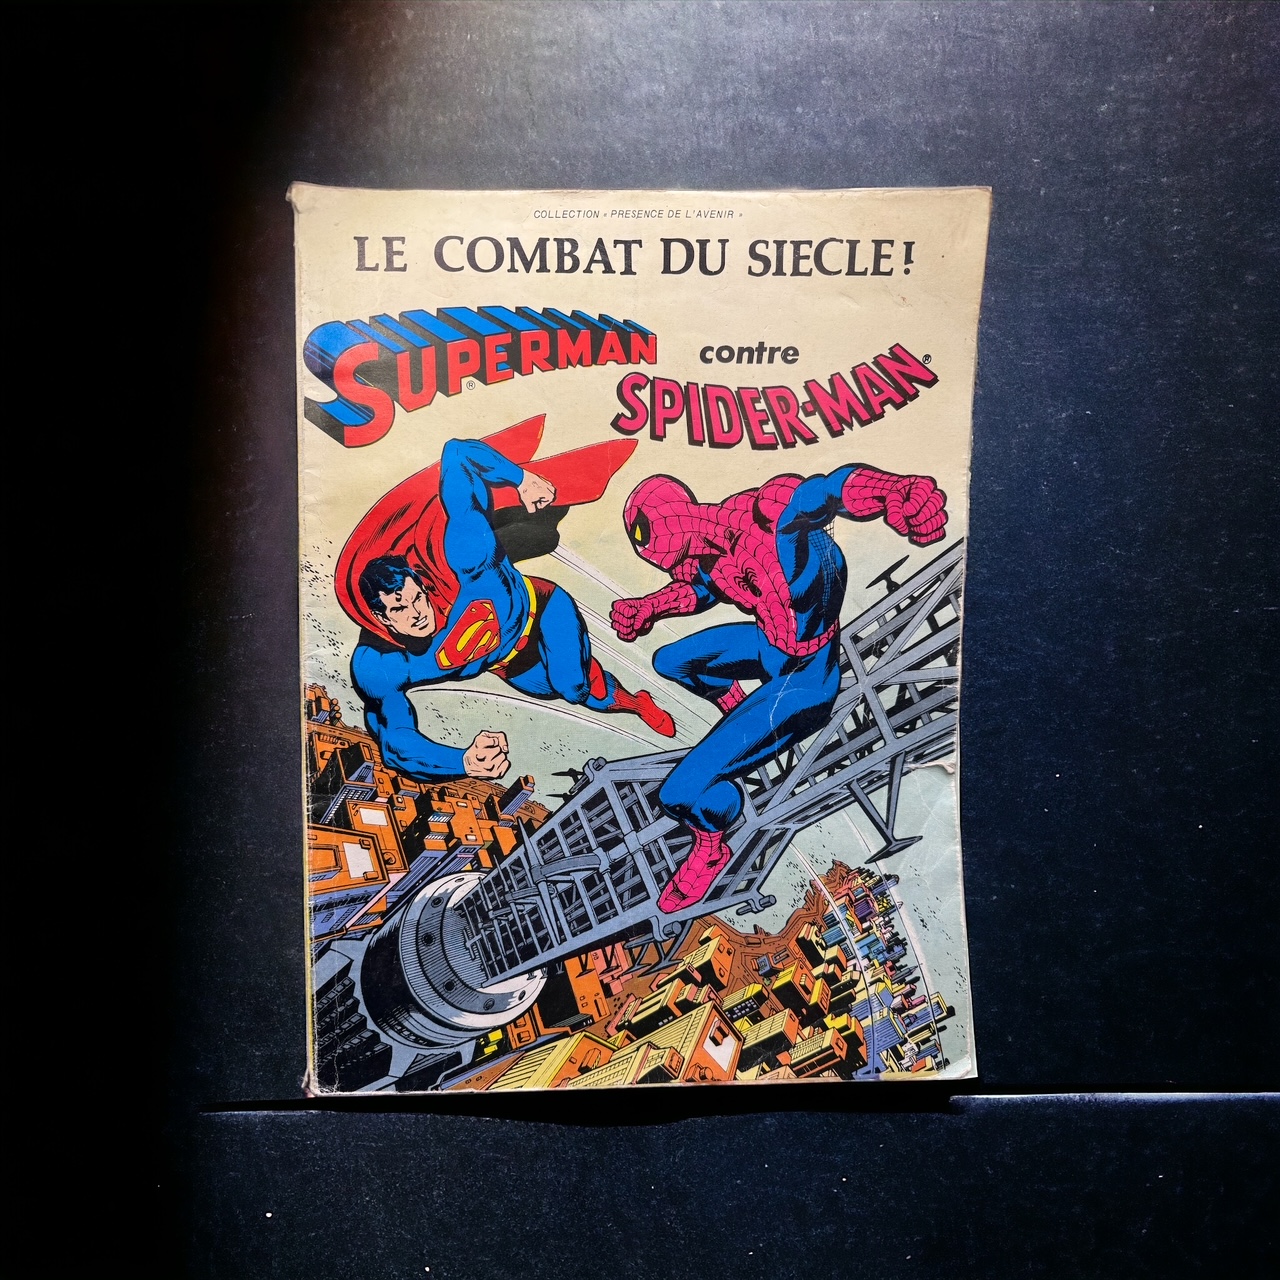 COLLECTION « PRESENCE DE L'AVENIR »
LE COMBAT DU SIECLE!
SUPERMAN®
contre
SPIDER-MAN®
S